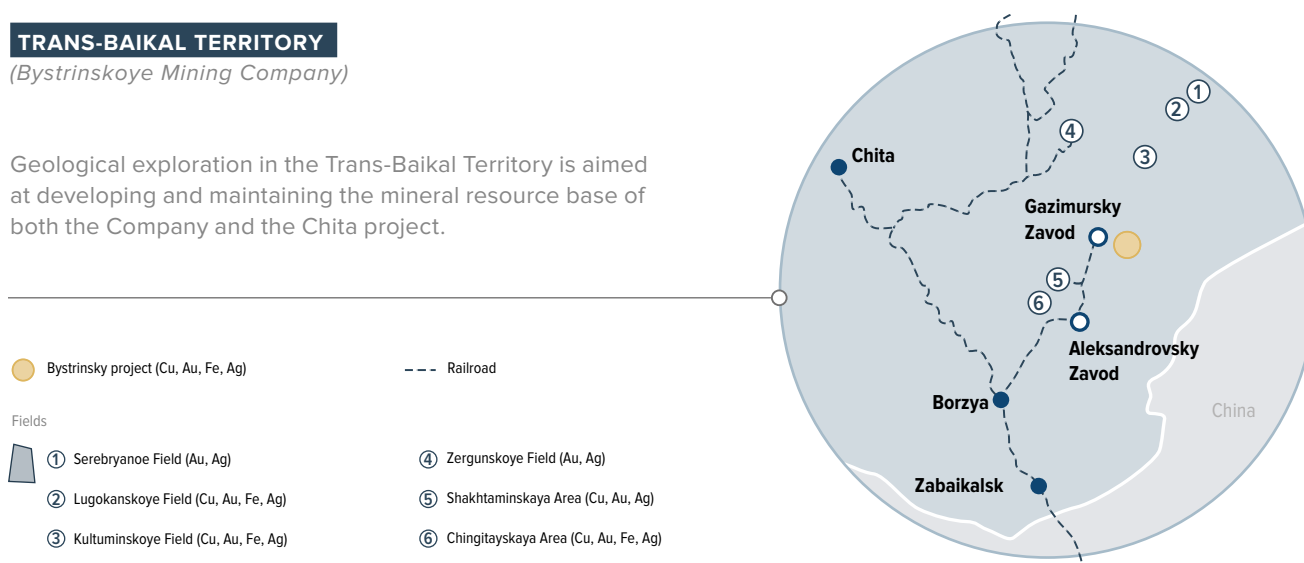 TRANS-BAIKAL TERRITORY
(Bystrinskoye Mining Company)
Geological exploration in the Trans-Baikal Territory is aimed
at developing and maintaining the mineral resource base of
both the Company and the Chita project.
Bystrinsky project (Cu, Au, Fe, Ag)
Railroad
Fields
1 Serebryanoe Field (Au, Ag)
2 Lugokanskoye Field (Cu, Au, Fe, Ag)
3 Kultuminskoye Field (Cu, Au, Fe, Ag)
4 Zergunskoye Field (Au, Ag)
5 Shakhtaminskaya Area (Cu, Au, Ag)
6 Chingitayskaya Area (Cu, Au, Fe, Ag)
1
2
4
3
Chita
Gazimursky
Zavod
5
6
Aleksandrovsky
Zavod
Borzya
China
Zabaikalsk